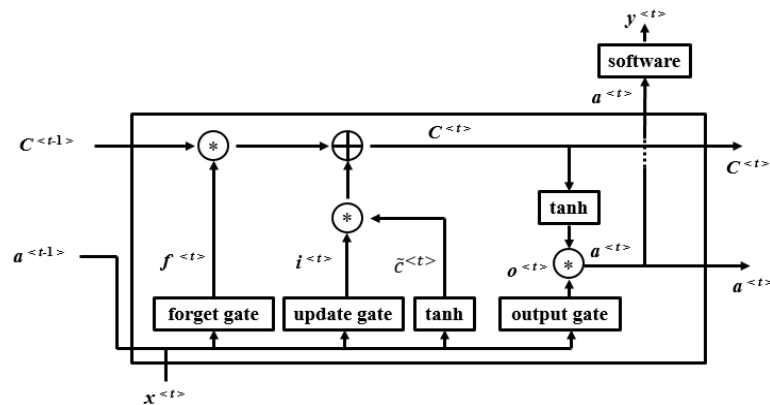 y<t>
software
a<t>
C<t-1>
*
C<t>
C<t>
*
tanh
a<t-1>
f<t>
i<t>
c̃<t>
o<t>
*
a<t>
a<t>
forget gate
update gate
tanh
output gate
x<t>